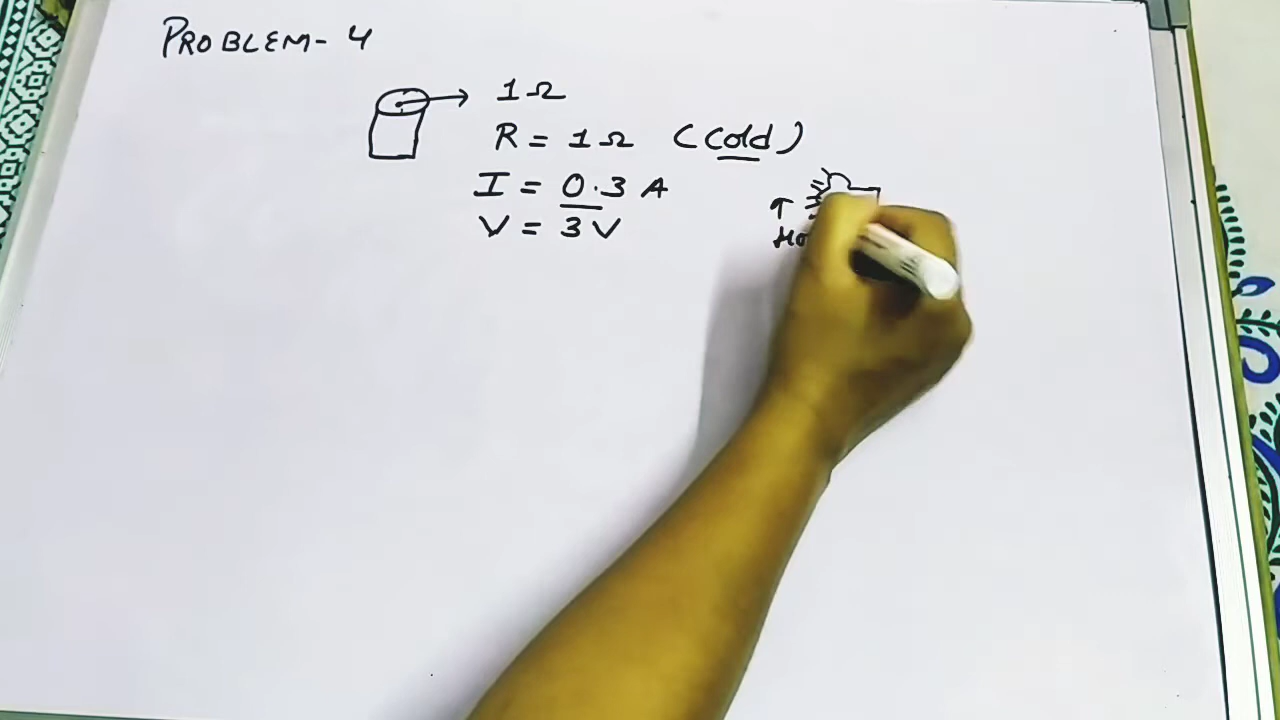 PROBLEM- 4
1Ω
R = 1Ω (Cold)
I = 0.3 A
V = 3 V